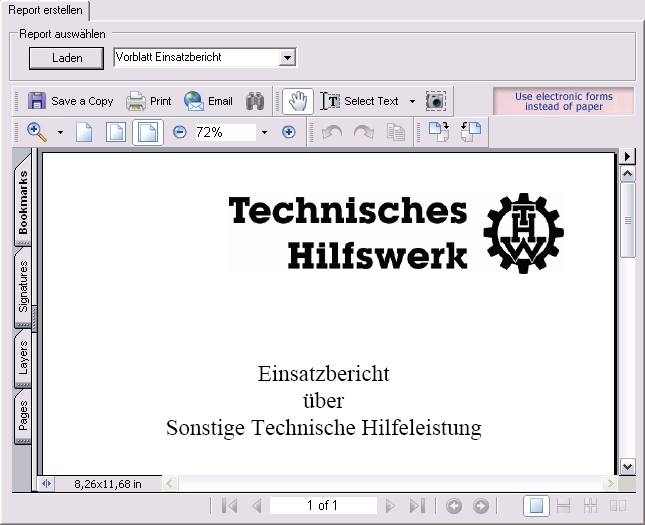 Report erstellen
Report auswählen
Laden
Vorblatt Einsatzbericht
Save a Copy
Print
Email
Select Text
Use electronic forms
instead of paper
72%
Bookmarks
Signatures
Layers
Pages
Technisches
Hilfswerk
THW
Einsatzbericht
über
Sonstige Technische Hilfeleistung
8,26x11,68 in
1 of 1